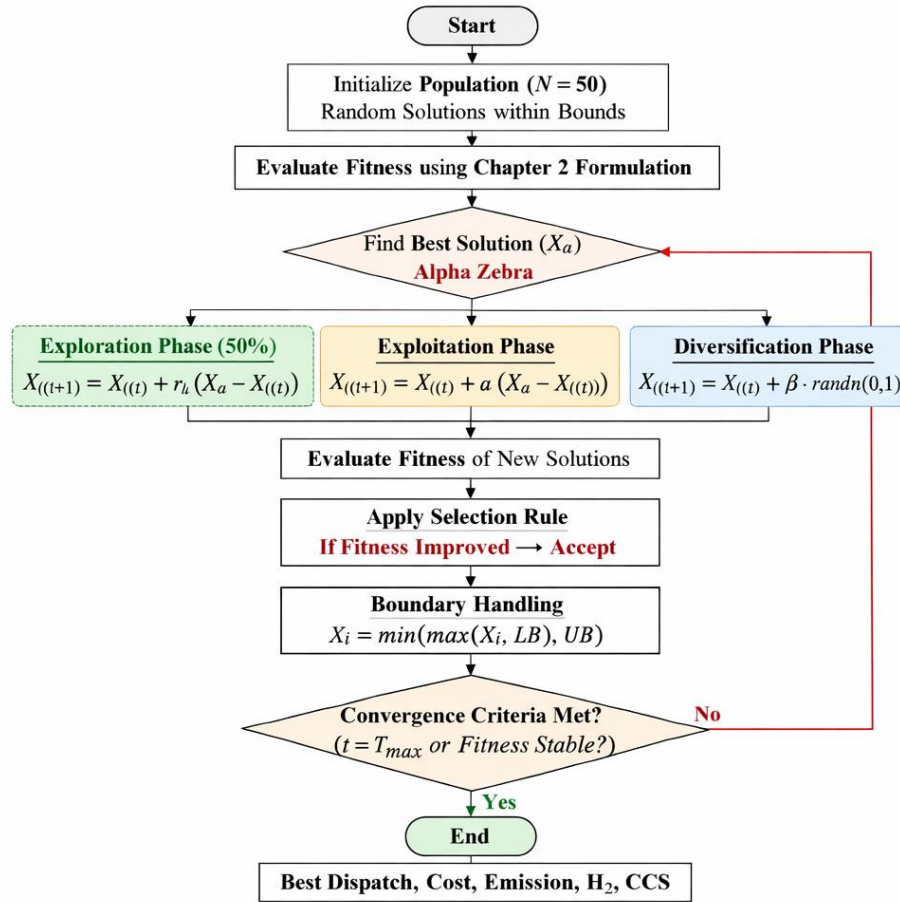 Start
Initialize Population (N = 50)
Random Solutions within Bounds
Evaluate Fitness using Chapter 2 Formulation
Find Best Solution (Xₐ)
Alpha Zebra
Exploration Phase (50%)
X₍₍ₜ₊₁₎ = X₍₍ₜ₎ + r (Xₐ − X₍₍ₜ₎)
Exploitation Phase
X₍₍ₜ₊₁₎ = X₍₍ₜ₎ + a (Xₐ − X₍ₜ₎))
Diversification Phase
X₍₍ₜ₊₁₎ = X₍₍ₜ₎ + β · randn(0,1)
Evaluate Fitness of New Solutions
Apply Selection Rule
If Fitness Improved → Accept
Boundary Handling
Xᵢ = min(max(Xᵢ, LB), UB)
Convergence Criteria Met?
(t = Tₘₐₓ or Fitness Stable?)
No
Yes
End
Best Dispatch, Cost, Emission, H₂, CCS